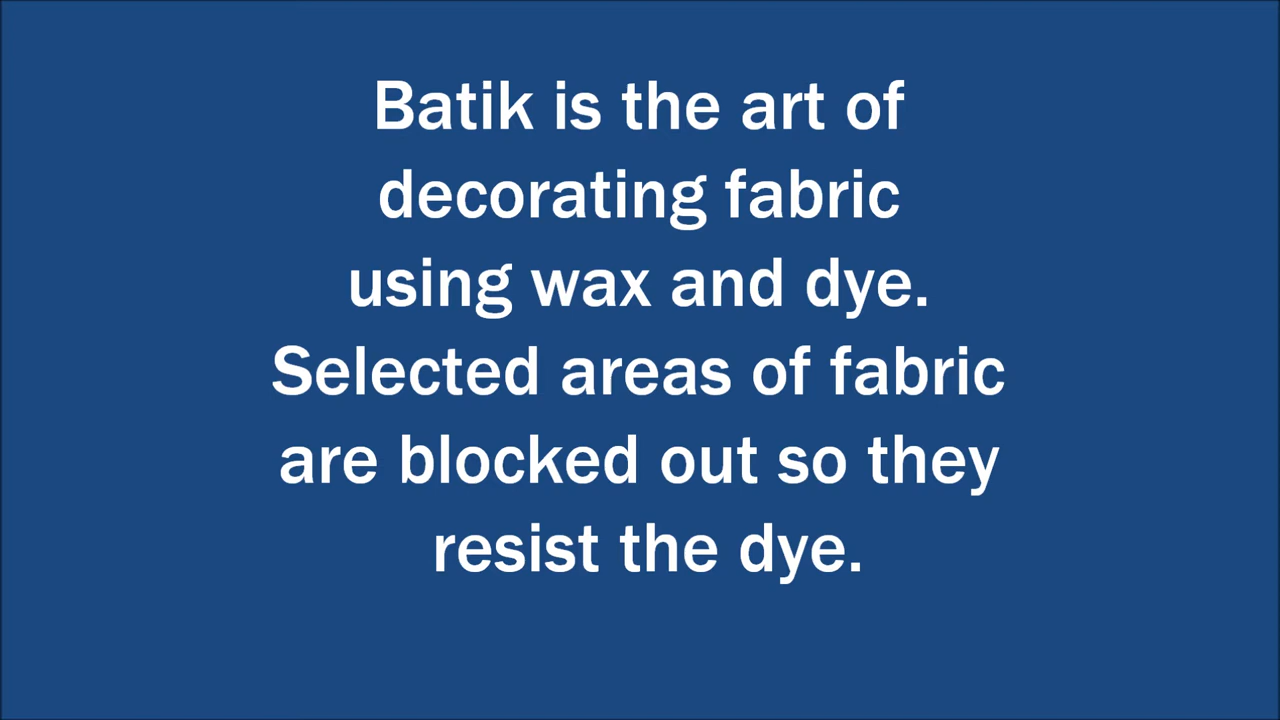 Batik is the art of
decorating fabric
using wax and dye.
Selected areas of fabric
are blocked out so they
resist the dye.